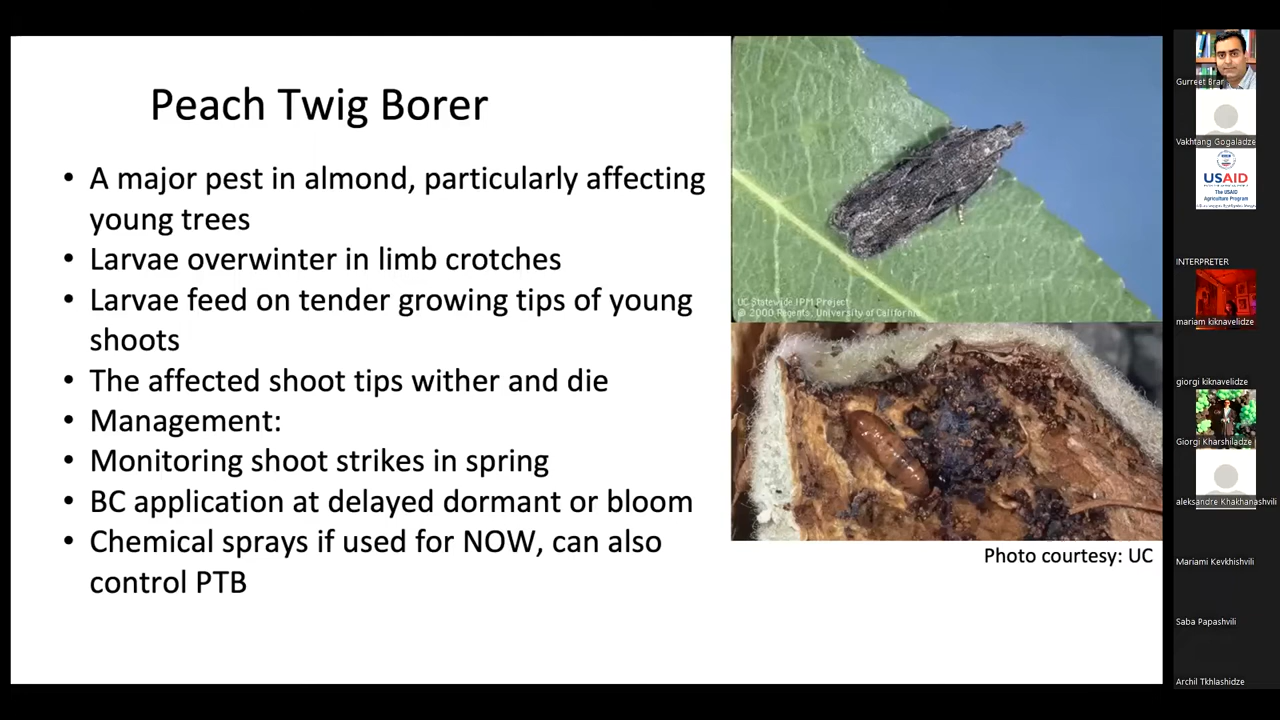 Peach Twig Borer
• A major pest in almond, particularly affecting
young trees
• Larvae overwinter in limb crotches
• Larvae feed on tender growing tips of young
shoots
• The affected shoot tips wither and die
• Management:
• Monitoring shoot strikes in spring
• BC application at delayed dormant or bloom
• Chemical sprays if used for NOW, can also
control PTB
UC Statewide IPM Project
© 2000 Regents, University of California
Photo courtesy: UC
Gurreet Brar
Vakhtang Gogaladze
USAID
The USAID
Agriculture Program
INTERPRETER
mariam kiknavelidze
giorgi kiknavelidze
Giorgi Kharshiladze
aleksandre Khakhanashvili
Mariami Kevkhishvili
Saba Papashvili
Archil Tkhlashidze